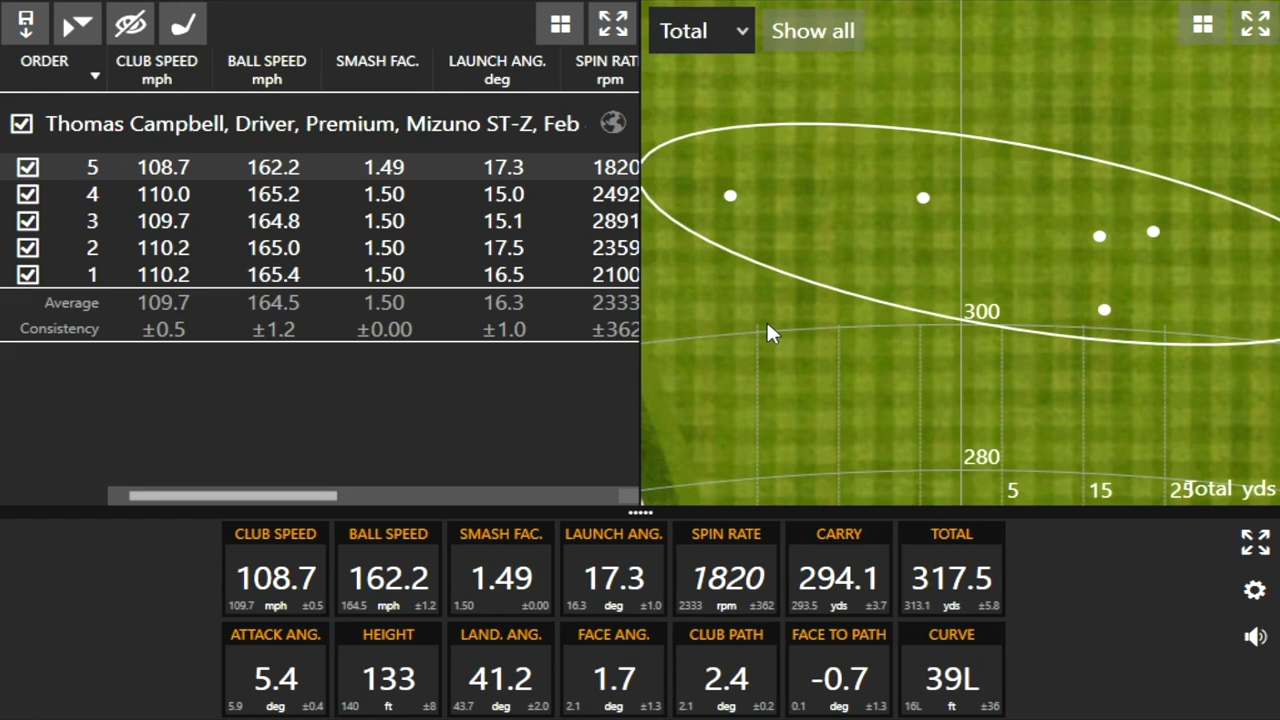 ORDER CLUB SPEED BALL SPEED SMASH FAC. LAUNCH ANG. SPIN RAT
mph mph deg rpm
Thomas Campbell, Driver, Premium, Mizuno ST-Z, Feb
5 108.7 162.2 1.49 17.3 1820
4 110.0 165.2 1.50 15.0 2492
3 109.7 164.8 1.50 15.1 2891
2 110.2 165.0 1.50 17.5 2359
1 110.2 165.4 1.50 16.5 2100
Average 109.7 164.5 1.50 16.3 2333
Consistency ±0.5 ±1.2 ±0.00 ±1.0 ±362
Total Show all
300
280
5 15 25 Total yds
CLUB SPEED BALL SPEED SMASH FAC. LAUNCH ANG. SPIN RATE CARRY TOTAL
108.7 162.2 1.49 17.3 1820 294.1 317.5
109.7 mph ±0.5 164.5 mph ±1.2 1.50 ±0.00 16.3 deg ±1.0 2333 rpm ±362 293.5 yds ±3.7 313.1 yds ±5.8
ATTACK ANG. HEIGHT LAND. ANG. FACE ANG. CLUB PATH FACE TO PATH CURVE
5.4 133 41.2 1.7 2.4 -0.7 39L
5.9 deg ±0.4 140 ft ±8 43.7 deg ±2.0 2.1 deg ±1.3 2.1 deg ±0.2 0.1 deg ±1.3 16L ft ±36